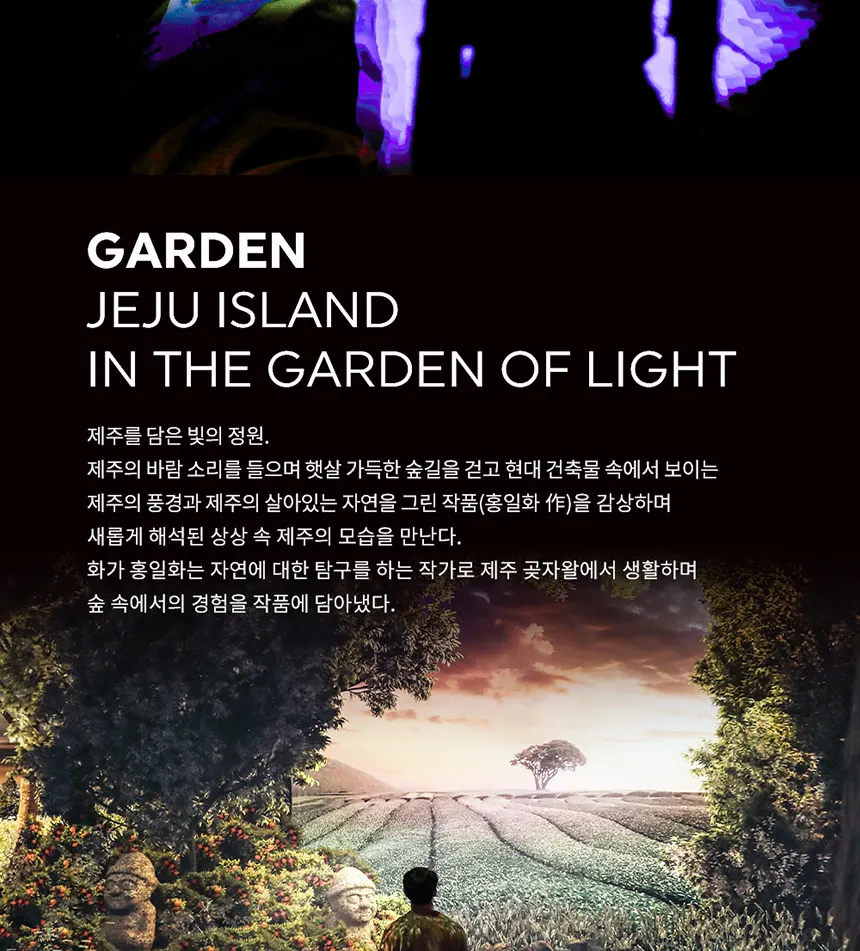 GARDEN
JEJU ISLAND
IN THE GARDEN OF LIGHT
제주를 담은 빛의 정원.
제주의 바람 소리를 들으며 햇살 가득한 숲길을 걷고 현대 건축물 속에서 보이는
제주의 풍경과 제주의 살아있는 자연을 그린 작품(홍일화 作)을 감상하며
새롭게 해석된 상상 속 제주의 모습을 만난다.
화가 홍일화는 자연에 대한 탐구를 하는 작가로 제주 곶자왈에서 생활하며
숲 속에서의 경험을 작품에 담아냈다.